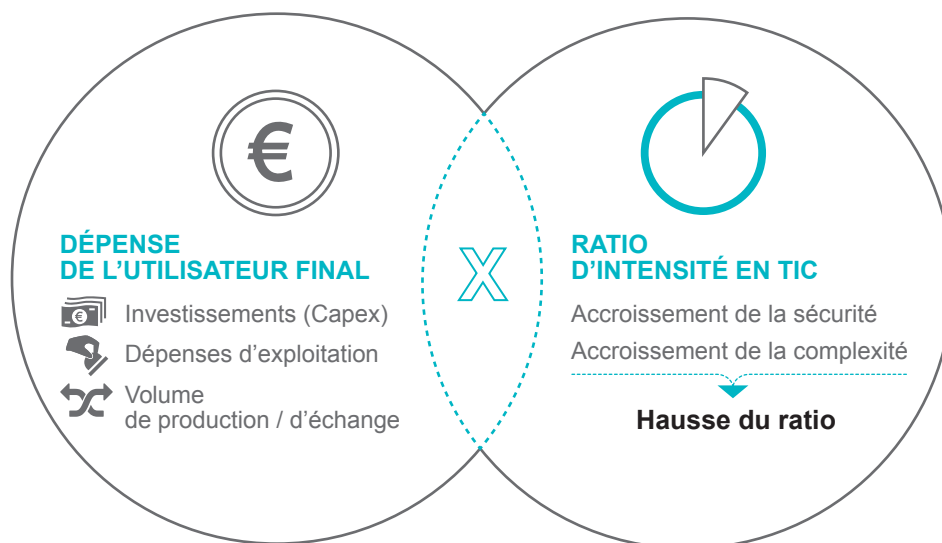 €
DÉPENSE
DE L’UTILISATEUR FINAL
€
Investissements (Capex)
Dépenses d’exploitation
Volume
de production / d’échange
X
RATIO
D’INTENSITÉ EN TIC
Accroissement de la sécurité
Accroissement de la complexité
Hausse du ratio